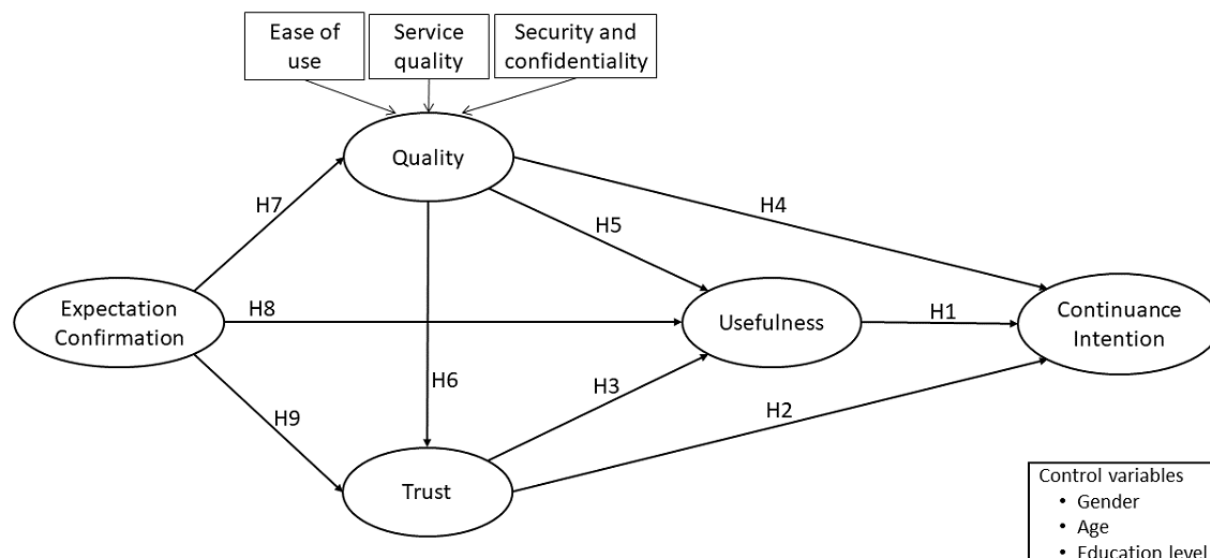 Ease of
use
Service
quality
Security and
confidentiality
Quality
H7
H4
H5
Expectation
Confirmation
H8
Usefulness
H1
Continuance
Intention
H6
H3
H9
H2
Trust
Control variables
• Gender
• Age
• Education level